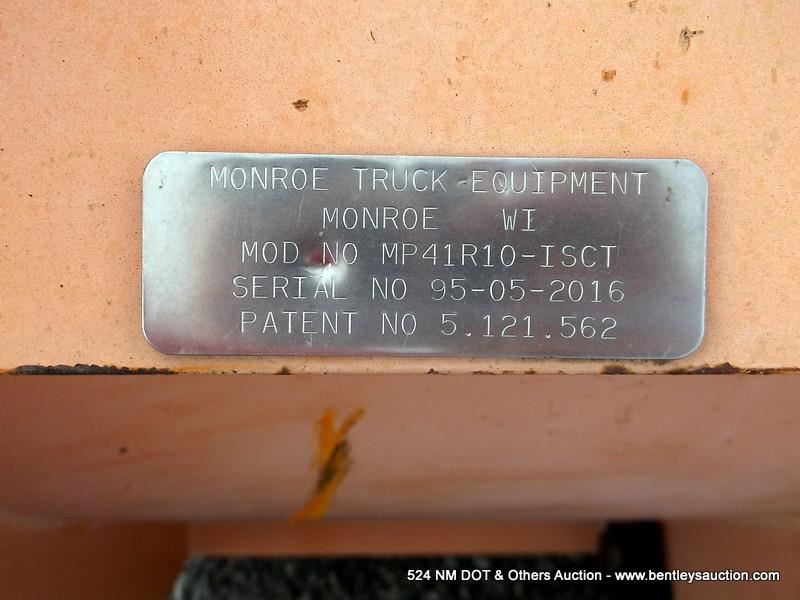 MONROE TRUCK EQUIPMENT
MONROE WI
MOD NO MP41R10-ISCT
SERIAL NO 95-05-2016
PATENT NO 5.121.562
524 NM DOT & Others Auction - www.bentleysauction.com